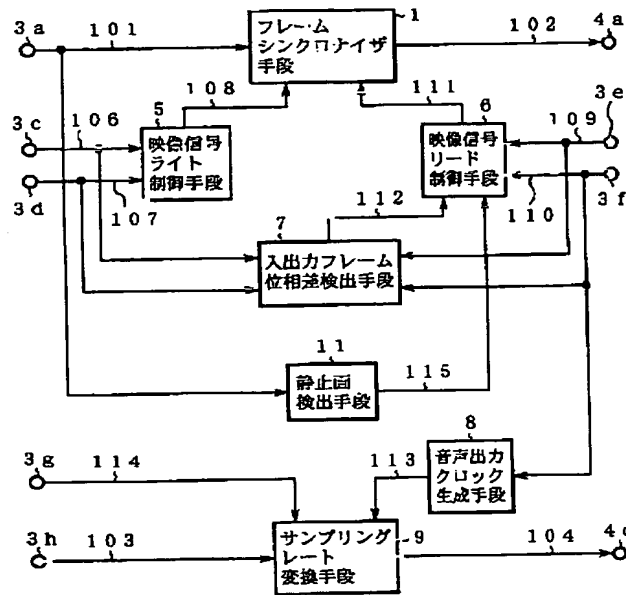 3a
101
フレーム
シンクロナイザ
手段
1
102
4a
108
111
3c
106
5
映像信号
ライト
制御手段
6
映像信号
リード
制御手段
109
3e
3d
107
110
3f
112
7
入出力フレーム
位相差検出手段
11
静止画
検出手段
115
8
音声出力
クロック
生成手段
3g
114
113
3h
103
サンプリング
レート
変換手段
9
104